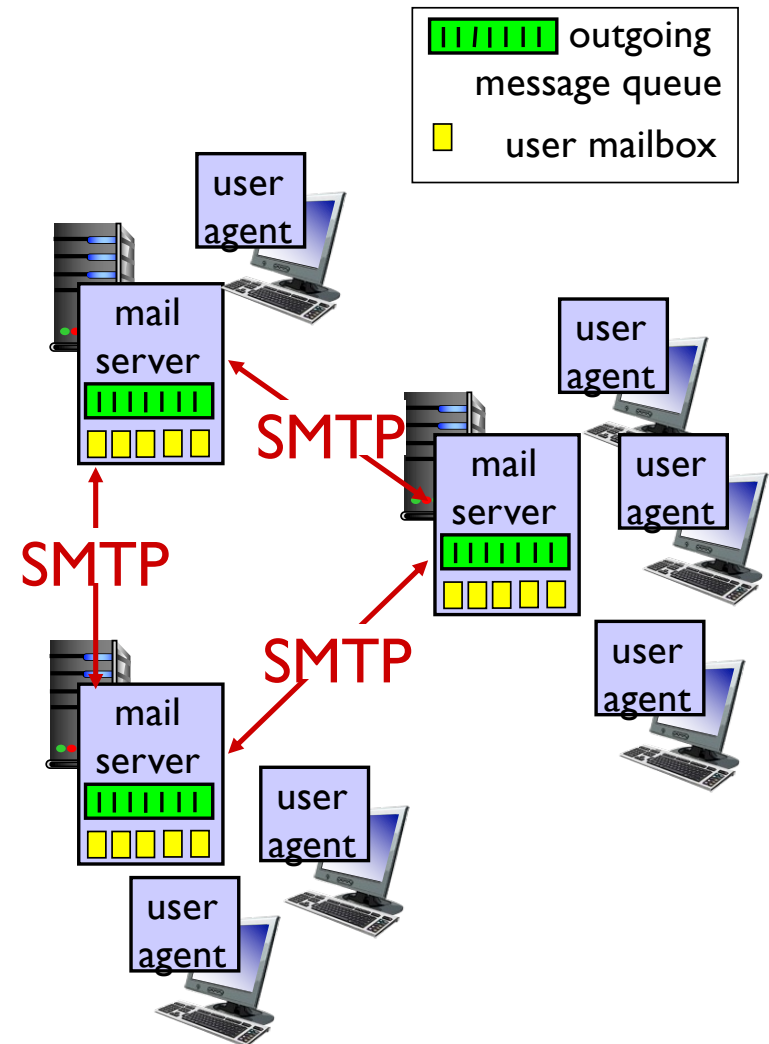 outgoing
message queue
user mailbox
user
agent
mail
server
SMTP
user
agent
mail
server
user
agent
SMTP
SMTP
user
agent
mail
server
user
agent
user
agent